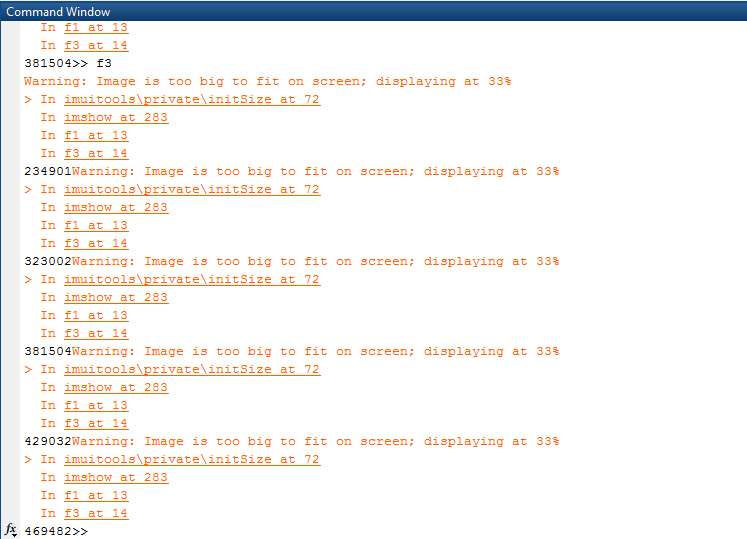 Command Window
In f1 at 13
In f3 at 14
381504>> f3
Warning: Image is too big to fit on screen; displaying at 33%
> In imuitools\private\initSize at 72
In imshow at 283
In f1 at 13
In f3 at 14
234901Warning: Image is too big to fit on screen; displaying at 33%
> In imuitools\private\initSize at 72
In imshow at 283
In f1 at 13
In f3 at 14
323002Warning: Image is too big to fit on screen; displaying at 33%
> In imuitools\private\initSize at 72
In imshow at 283
In f1 at 13
In f3 at 14
381504Warning: Image is too big to fit on screen; displaying at 33%
> In imuitools\private\initSize at 72
In imshow at 283
In f1 at 13
In f3 at 14
429032Warning: Image is too big to fit on screen; displaying at 33%
> In imuitools\private\initSize at 72
In imshow at 283
In f1 at 13
In f3 at 14
fx 469482>>